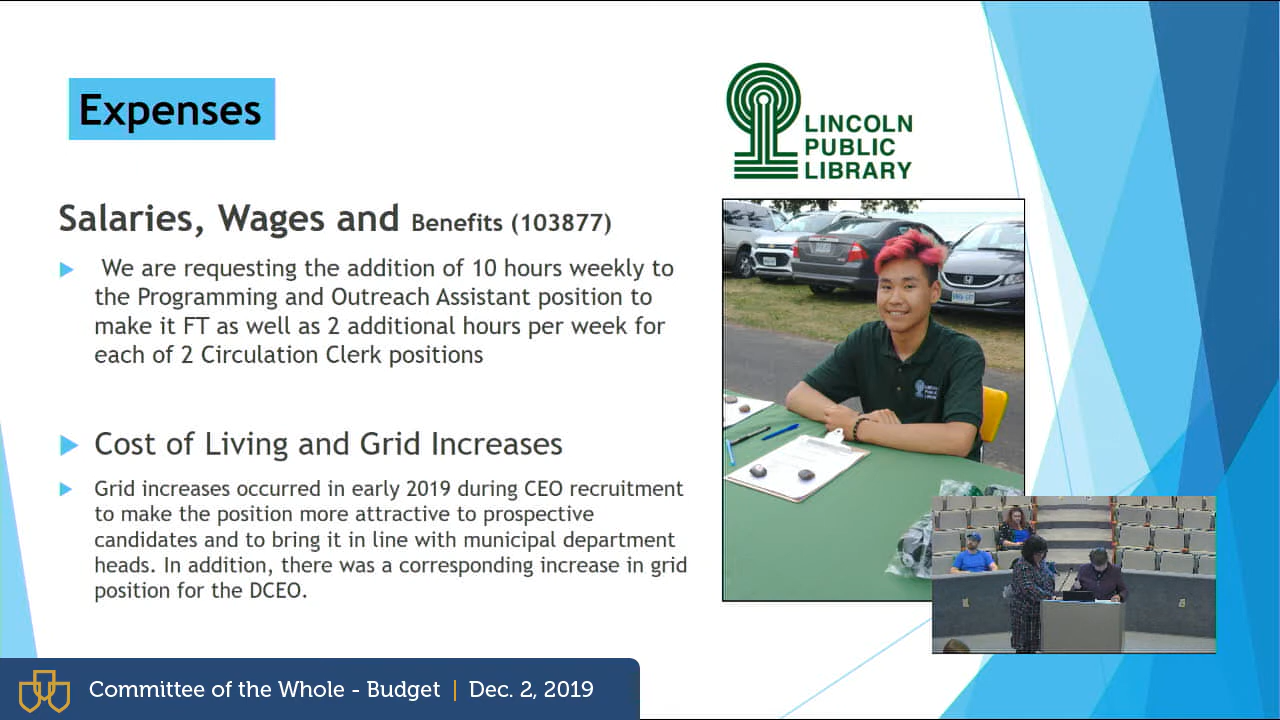 Expenses
LINCOLN
PUBLIC
LIBRARY
Salaries, Wages and Benefits (103877)
We are requesting the addition of 10 hours weekly to
the Programming and Outreach Assistant position to
make it FT as well as 2 additional hours per week for
each of 2 Circulation Clerk positions
Cost of Living and Grid Increases
Grid increases occurred in early 2019 during CEO recruitment
to make the position more attractive to prospective
candidates and to bring it in line with municipal department
heads. In addition, there was a corresponding increase in grid
position for the DCEO.
LINCOLN
PUBLIC
LIBRARY
Committee of the Whole - Budget | Dec. 2, 2019